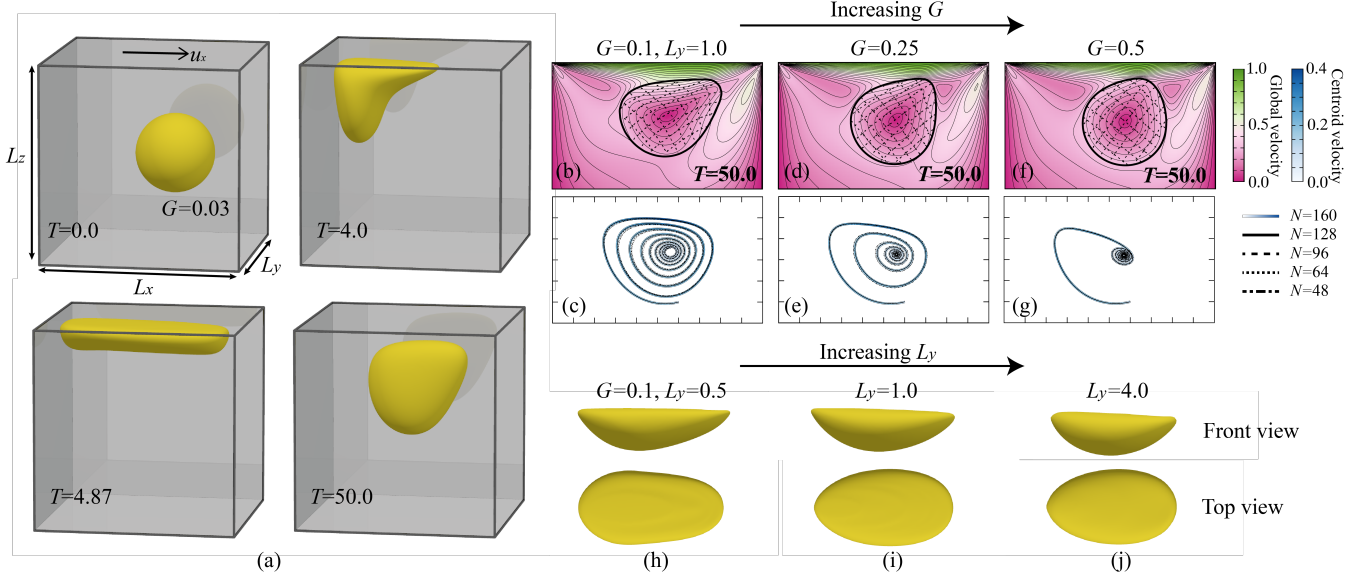 Increasing G
u_x
L_z
G=0.03
T=0.0
L_y
L_x
T=4.0
T=4.87
T=50.0
(a)
G=0.1, L_y=1.0
G=0.25
G=0.5
(b)
T=50.0
(d)
T=50.0
(f)
T=50.0
1.0
0.5
0.0
Global velocity
0.4
0.2
0.0
Centroid velocity
(c)
(e)
(g)
N=160
N=128
N=96
N=64
N=48
Increasing L_y
G=0.1, L_y=0.5
L_y=1.0
L_y=4.0
Front view
Top view
(h)
(i)
(j)